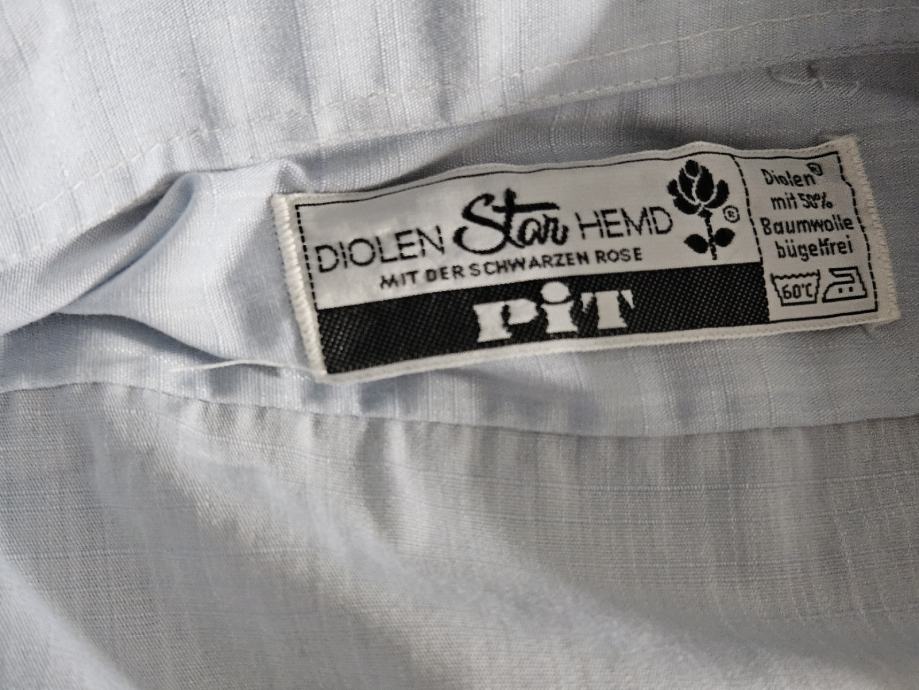 DIOLEN Star HEMD
MIT DER SCHWARZEN ROSE
PiT
®
Diolen®
mit 50%
Baumwolle
bügelfrei
60°C